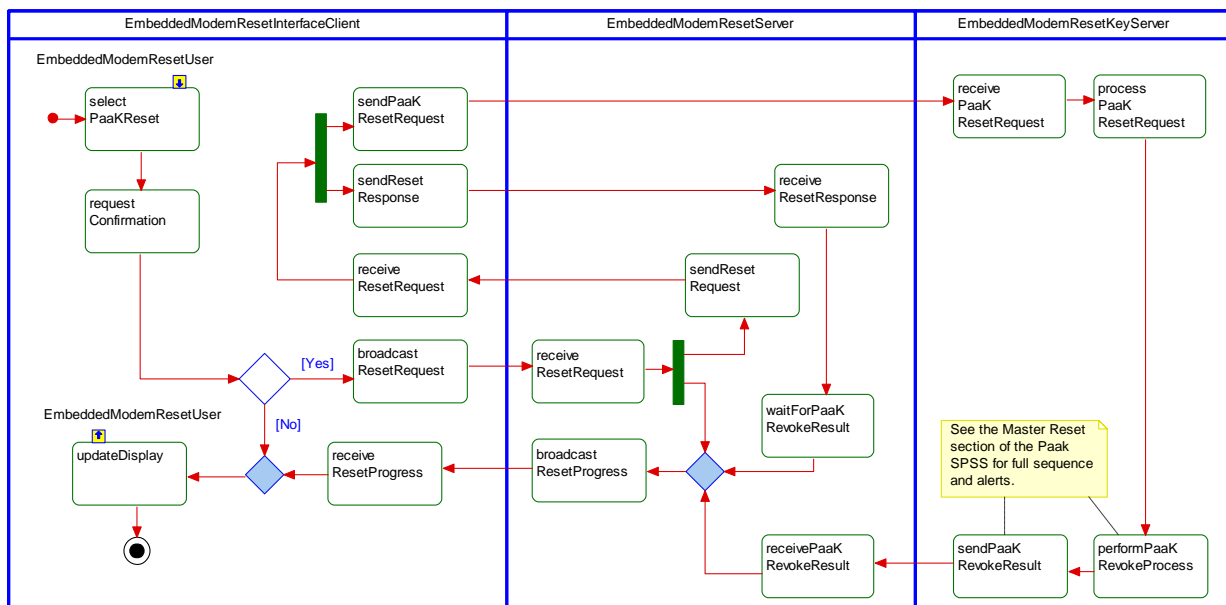 EmbeddedModemResetInterfaceClient
EmbeddedModemResetServer
EmbeddedModemResetKeyServer
EmbeddedModemResetUser
select
PaaKReset
request
Confirmation
sendPaaK
ResetRequest
sendReset
Response
receive
ResetRequest
[Yes]
broadcast
ResetRequest
[No]
EmbeddedModemResetUser
updateDisplay
receive
ResetProgress
receive
ResetResponse
sendReset
Request
receive
ResetRequest
waitForPaaK
RevokeResult
broadcast
ResetProgress
receivePaaK
RevokeResult
receive
PaaK
ResetRequest
process
PaaK
ResetRequest
See the Master Reset
section of the Paak
SPSS for full sequence
and alerts.
sendPaaK
RevokeResult
performPaaK
RevokeProcess